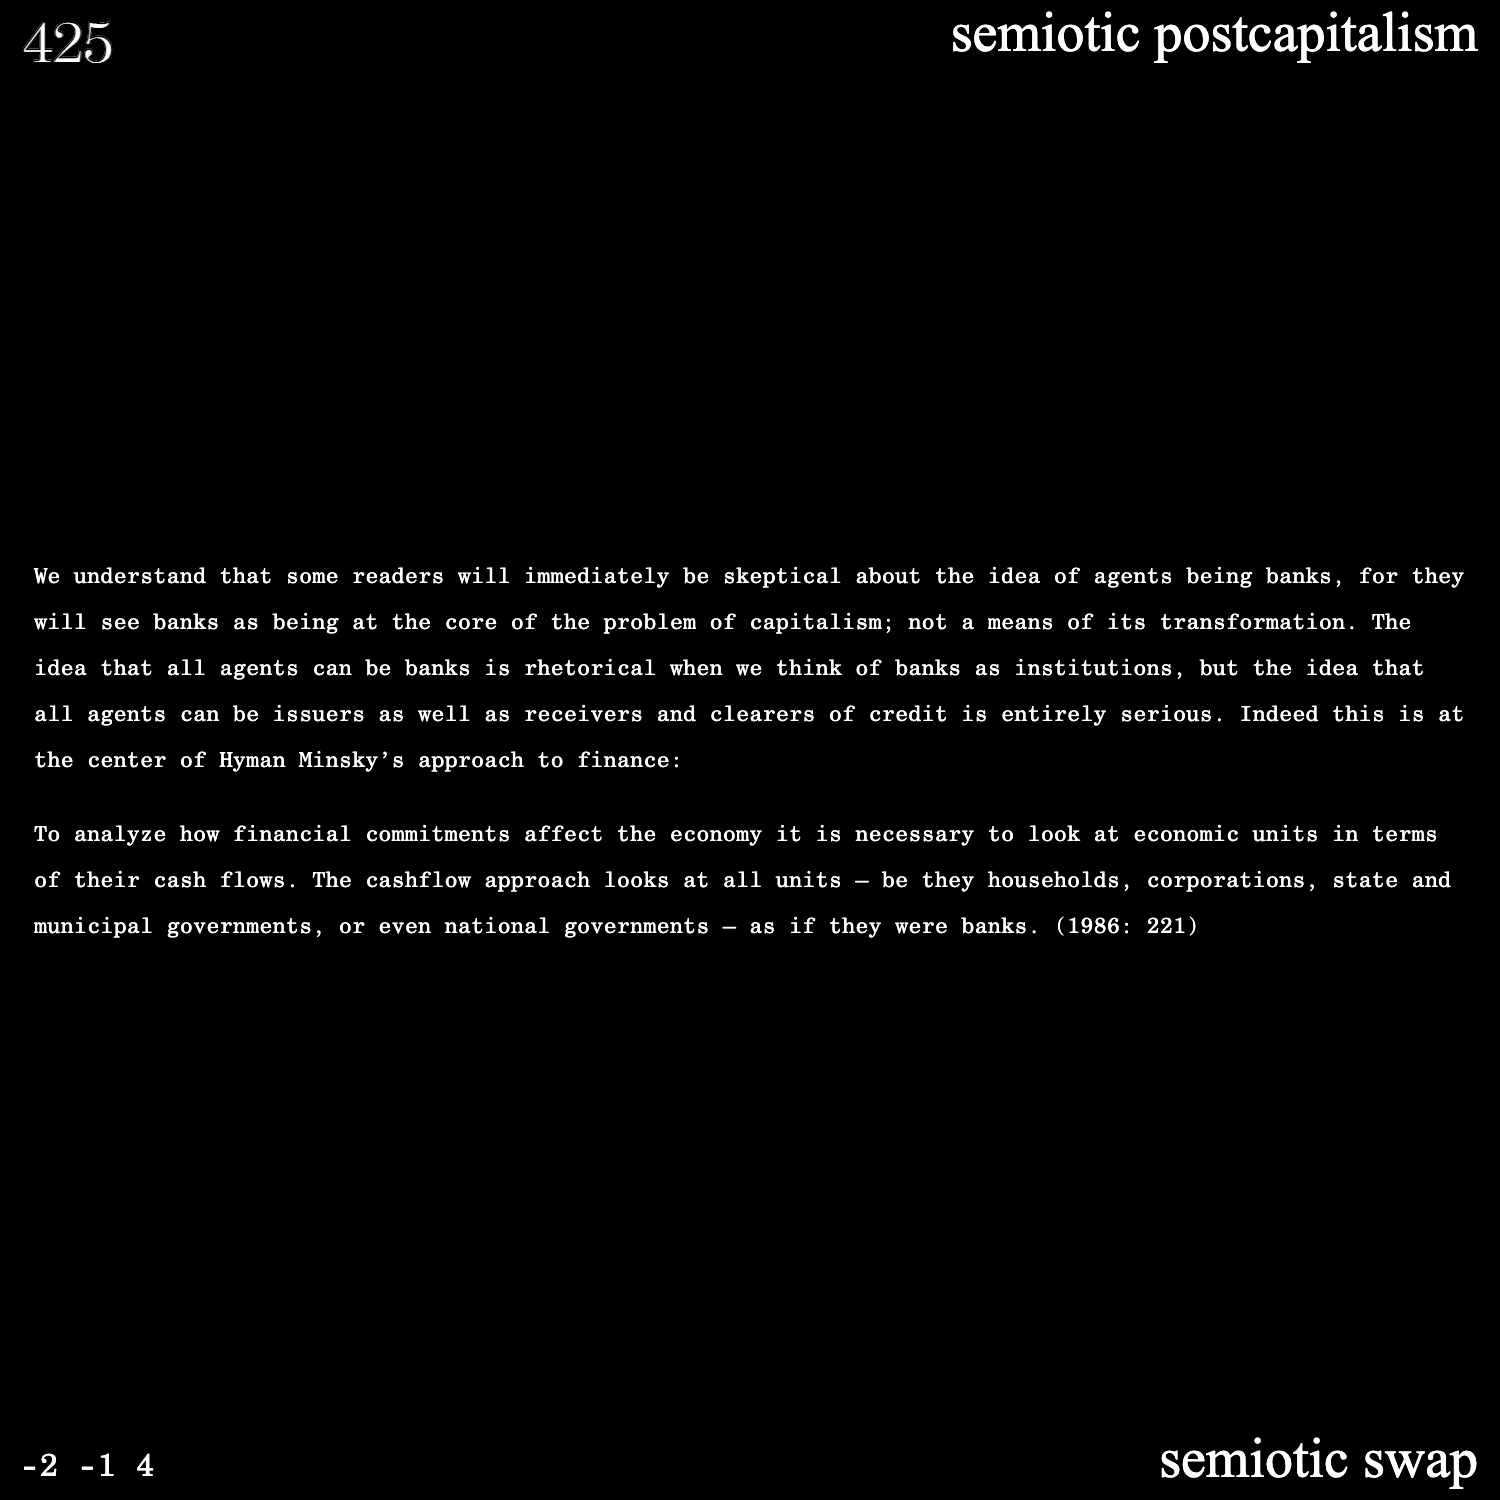 425
semiotic postcapitalism
We understand that some readers will immediately be skeptical about the idea of agents being banks, for they
will see banks as being at the core of the problem of capitalism; not a means of its transformation. The
idea that all agents can be banks is rhetorical when we think of banks as institutions, but the idea that
all agents can be issuers as well as receivers and clearers of credit is entirely serious. Indeed this is at
the center of Hyman Minsky’s approach to finance:
To analyze how financial commitments affect the economy it is necessary to look at economic units in terms
of their cash flows. The cashflow approach looks at all units – be they households, corporations, state and
municipal governments, or even national governments – as if they were banks. (1986: 221)
-2 -1 4
semiotic swap